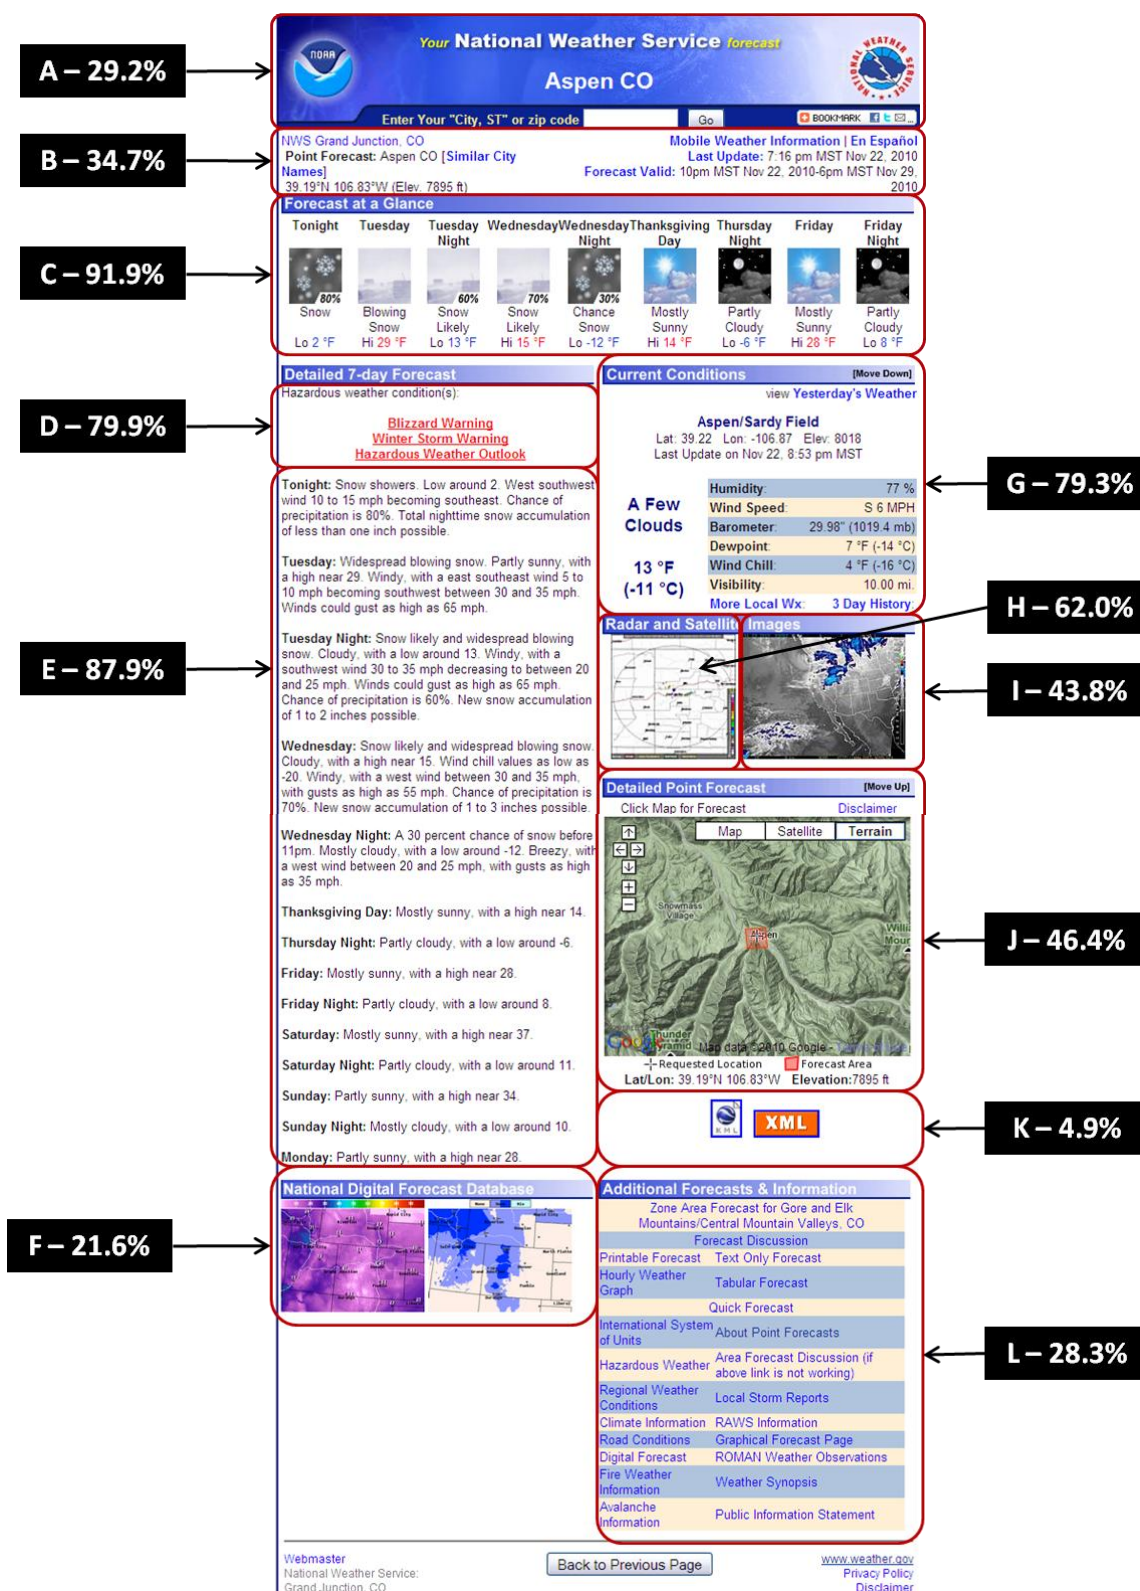 NOAA
Your National Weather Service forecast
Aspen CO
A – 29.2%
Enter Your "City, ST" or zip code
Go
BOOKMARK
B – 34.7%
NWS Grand Junction, CO
Point Forecast: Aspen CO [Similar City
Names]
39.19°N 106.83°W (Elev. 7895 ft)
Mobile Weather Information | En Español
Last Update: 7:16 pm MST Nov 22, 2010
Forecast Valid: 10pm MST Nov 22, 2010-6pm MST Nov 29,
2010
C – 91.9%
Forecast at a Glance
Tonight Tuesday Tuesday Night Wednesday Wednesday Night Thanksgiving Day Thursday Night Friday Friday Night
80% 60% 70% 30%
Snow Blowing Snow Snow Likely Snow Likely Chance Snow Mostly Sunny Partly Cloudy Mostly Sunny Partly Cloudy
Lo 2 °F Hi 29 °F Lo 13 °F Hi 15 °F Lo -12 °F Hi 14 °F Lo -6 °F Hi 28 °F Lo 8 °F
Detailed 7-day Forecast
D – 79.9%
Hazardous weather condition(s):
Blizzard Warning
Winter Storm Warning
Hazardous Weather Outlook
E – 87.9%
Tonight: Snow showers. Low around 2. West southwest
wind 10 to 15 mph becoming southeast. Chance of
precipitation is 80%. Total nighttime snow accumulation
of less than one inch possible.
Tuesday: Widespread blowing snow. Partly sunny, with
a high near 29. Windy, with a east southeast wind 5 to
10 mph becoming southwest between 30 and 35 mph.
Winds could gust as high as 65 mph.
Tuesday Night: Snow likely and widespread blowing
snow. Cloudy, with a low around 13. Windy, with a
southwest wind 30 to 35 mph decreasing to between 20
and 25 mph. Winds could gust as high as 65 mph.
Chance of precipitation is 60%. New snow accumulation
of 1 to 2 inches possible.
Wednesday: Snow likely and widespread blowing snow.
Cloudy, with a high near 15. Wind chill values as low as
-20. Windy, with a west wind between 30 and 35 mph,
with gusts as high as 55 mph. Chance of precipitation is
70%. New snow accumulation of 1 to 3 inches possible.
Wednesday Night: A 30 percent chance of snow before
11pm. Mostly cloudy, with a low around -12. Breezy, with
a west wind between 20 and 25 mph, with gusts as high
as 35 mph.
Thanksgiving Day: Mostly sunny, with a high near 14.
Thursday Night: Partly cloudy, with a low around -6.
Friday: Mostly sunny, with a high near 28.
Friday Night: Partly cloudy, with a low around 8.
Saturday: Mostly sunny, with a high near 37.
Saturday Night: Partly cloudy, with a low around 11.
Sunday: Partly sunny, with a high near 34.
Sunday Night: Mostly cloudy, with a low around 10.
Monday: Partly sunny, with a high near 28.
Current Conditions [Move Down]
view Yesterday's Weather
Aspen/Sardy Field
Lat: 39.22 Lon: -106.87 Elev: 8018
Last Update on Nov 22, 8:53 pm MST
A Few
Clouds
13 °F
(-11 °C)
Humidity: 77 %
Wind Speed: S 6 MPH
Barometer: 29.98" (1019.4 mb)
Dewpoint: 7 °F (-14 °C)
Wind Chill: 4 °F (-16 °C)
Visibility: 10.00 mi.
More Local Wx: 3 Day History:
G – 79.3%
H – 62.0%
Radar and Satellite Images
I – 43.8%
Detailed Point Forecast [Move Up]
Click Map for Forecast Disclaimer
Map Satellite Terrain
Snowmass
Village
Aspen
Thunder
Pyramid
Google
Map data ©2010 Google -
Requested Location Forecast Area
Lat/Lon: 39.19°N 106.83°W Elevation:7895 ft
J – 46.4%
KML
XML
K – 4.9%
F – 21.6%
National Digital Forecast Database
Additional Forecasts & Information
Zone Area Forecast for Gore and Elk
Mountains/Central Mountain Valleys, CO
Forecast Discussion
Printable Forecast Text Only Forecast
Hourly Weather Graph Tabular Forecast
Quick Forecast
International System of Units About Point Forecasts
Hazardous Weather Area Forecast Discussion (if above link is not working)
Regional Weather Conditions Local Storm Reports
Climate Information RAWS Information
Road Conditions Graphical Forecast Page
Digital Forecast ROMAN Weather Observations
Fire Weather Information Weather Synopsis
Avalanche Information Public Information Statement
L – 28.3%
Webmaster
National Weather Service:
Grand Junction, CO
Back to Previous Page
www.weather.gov
Privacy Policy
Disclaimer